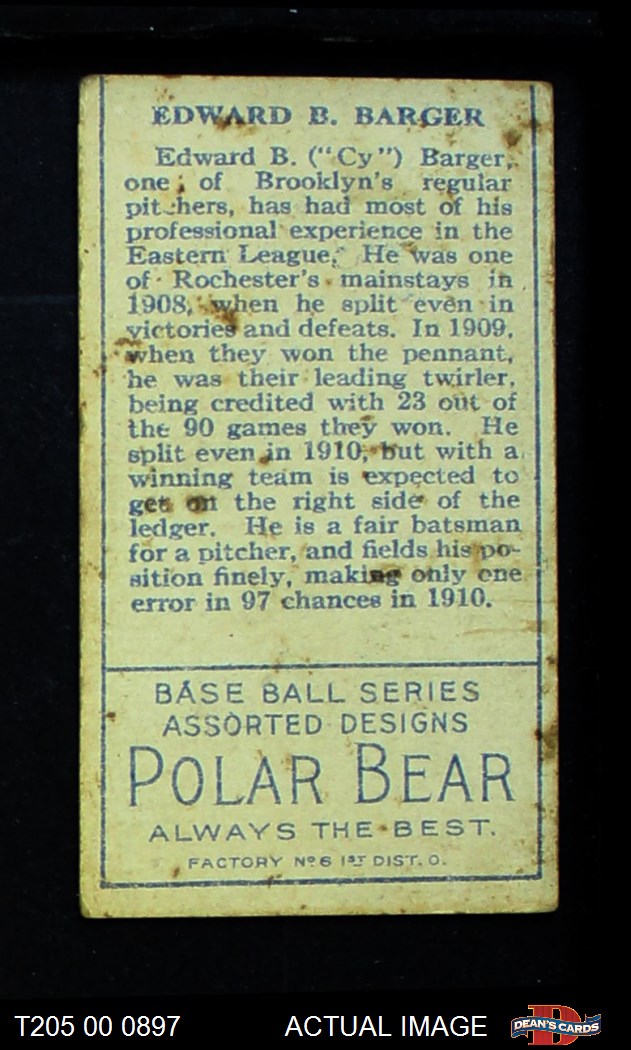 EDWARD B. BARGER
Edward B. ("Cy") Barger,
one of Brooklyn's regular
pitchers, has had most of his
professional experience in the
Eastern League. He was one
of Rochester's mainstays in
1908, when he split even in
victories and defeats. In 1909,
when they won the pennant,
he was their leading twirler,
being credited with 23 out of
the 90 games they won. He
split even in 1910, but with a
winning team is expected to
get on the right side of the
ledger. He is a fair batsman
for a pitcher, and fields his po-
sition finely, making only one
error in 97 chances in 1910.
BASE BALL SERIES
ASSORTED DESIGNS
POLAR BEAR
ALWAYS THE BEST.
FACTORY Nº 6 1ST DIST. O.
T205 00 0897 ACTUAL IMAGE DEAN'S CARDS